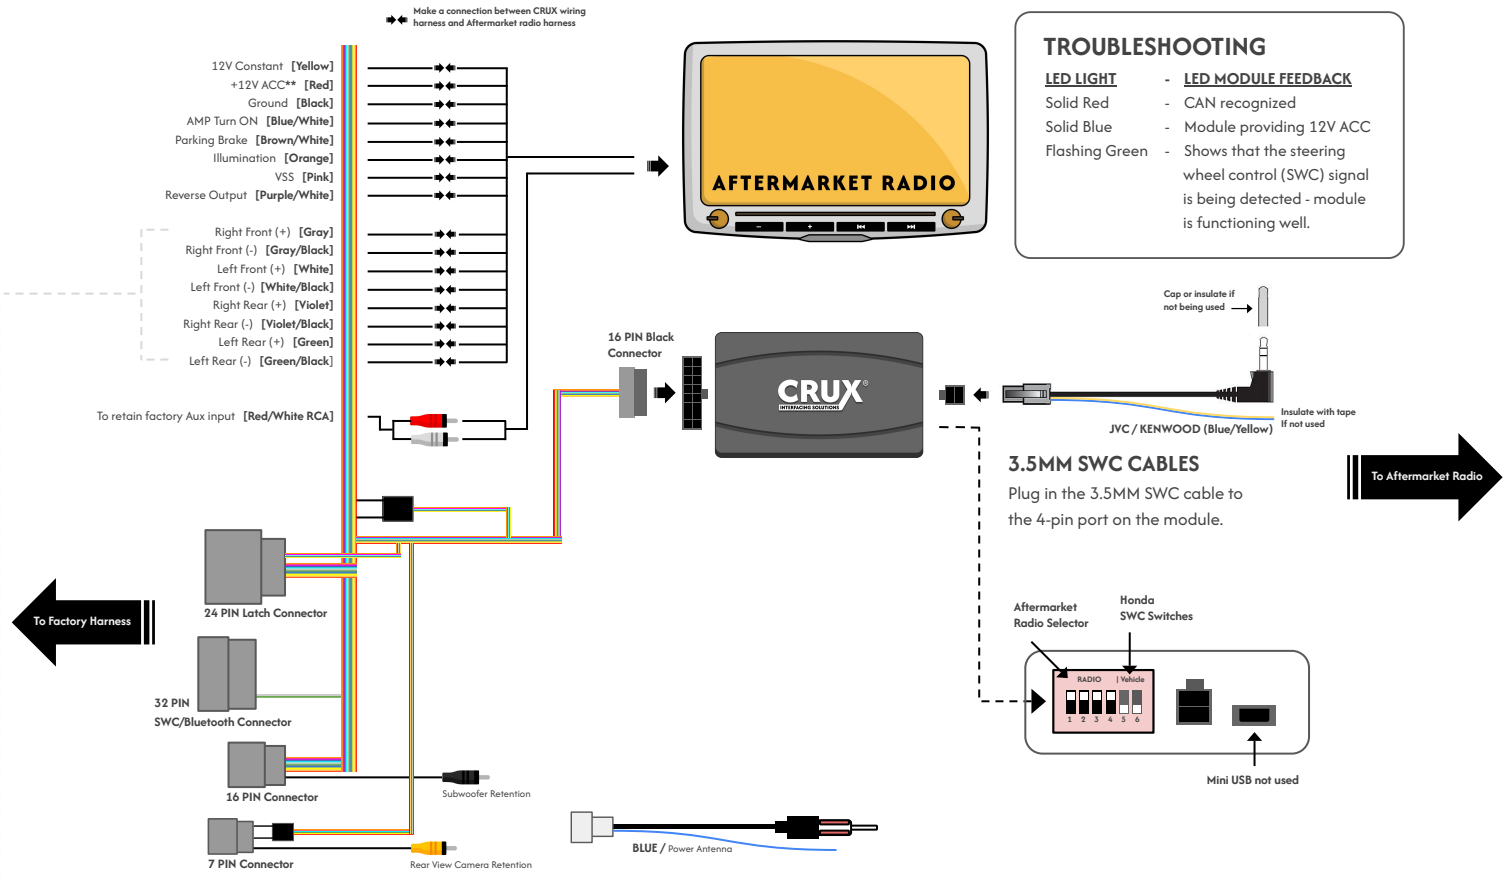 Make a connection between CRUX wiring
harness and Aftermarket radio harness
12V Constant [Yellow]
+12V ACC** [Red]
Ground [Black]
AMP Turn ON [Blue/White]
Parking Brake [Brown/White]
Illumination [Orange]
VSS [Pink]
Reverse Output [Purple/White]
Right Front (+) [Gray]
Right Front (-) [Gray/Black]
Left Front (+) [White]
Left Front (-) [White/Black]
Right Rear (+) [Violet]
Right Rear (-) [Violet/Black]
Left Rear (+) [Green]
Left Rear (-) [Green/Black]
To retain factory Aux input [Red/White RCA]
AFTERMARKET RADIO
TROUBLESHOOTING
LED LIGHT - LED MODULE FEEDBACK
Solid Red - CAN recognized
Solid Blue - Module providing 12V ACC
Flashing Green - Shows that the steering
wheel control (SWC) signal
is being detected - module
is functioning well.
16 PIN Black
Connector
CRUX®
INTERFACING SOLUTIONS
Cap or insulate if
not being used
Insulate with tape
If not used
JVC / KENWOOD (Blue/Yellow)
3.5MM SWC CABLES
Plug in the 3.5MM SWC cable to
the 4-pin port on the module.
To Aftermarket Radio
24 PIN Latch Connector
To Factory Harness
32 PIN
SWC/Bluetooth Connector
16 PIN Connector
Subwoofer Retention
7 PIN Connector
Rear View Camera Retention
BLUE / Power Antenna
Aftermarket
Radio Selector
Honda
SWC Switches
RADIO | Vehicle
1 2 3 4 5 6
Mini USB not used